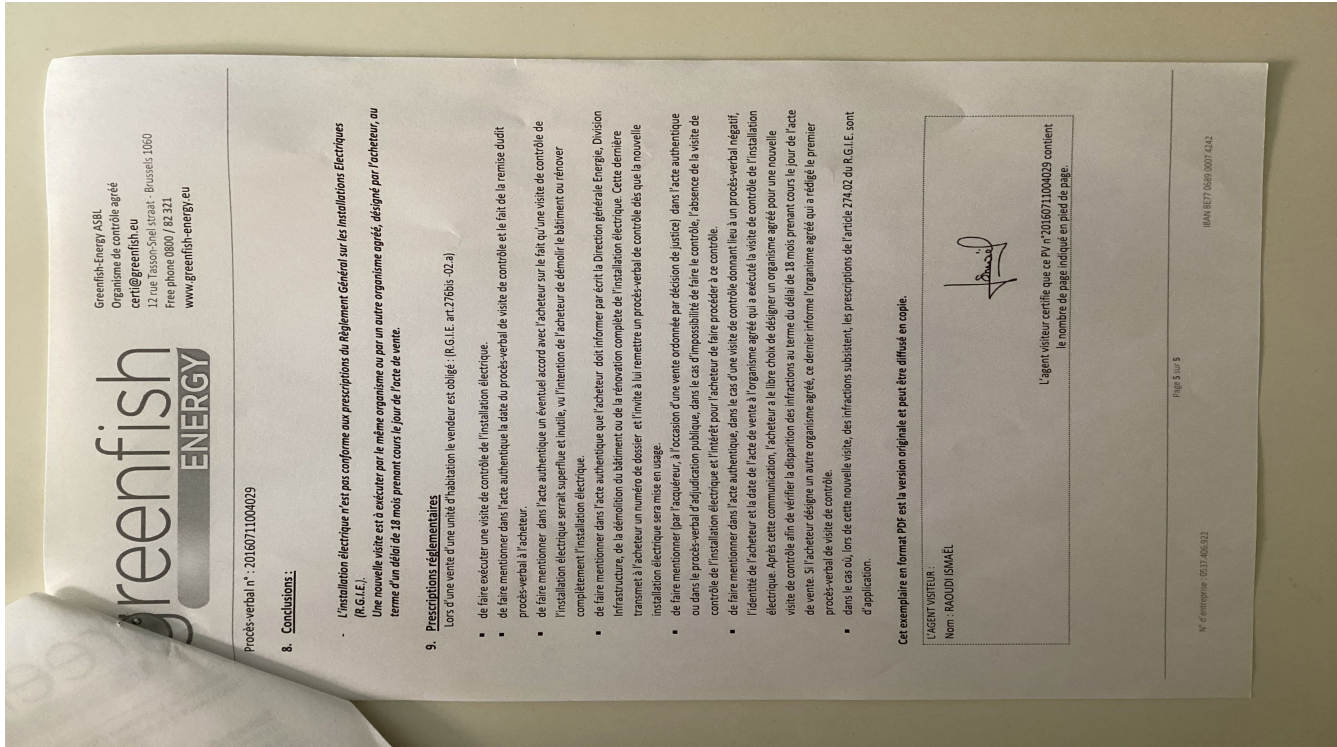 greenfish
ENERGY
Greenfish-Energy ASBL
Organisme de contrôle agréé
certi@greenfish.eu
12 rue Tasson-Snel straat - Brussels 1060
Free phone 0800 / 82 321
www.greenfish-energy.eu
Procès-verbal n° : 20160711004029
8. Conclusions :
- L'installation électrique n'est pas conforme aux prescriptions du Règlement Général sur les Installations Electriques
(R.G.I.E.).
Une nouvelle visite est à exécuter par le même organisme ou par un autre organisme agréé, désigné par l'acheteur, au
terme d'un délai de 18 mois prenant cours le jour de l'acte de vente.
9. Prescriptions réglementaires
Lors d'une vente d'une unité d'habitation le vendeur est obligé : (R.G.I.E. art.276bis -02.a)
▪ de faire exécuter une visite de contrôle de l'installation électrique.
▪ de faire mentionner dans l'acte authentique la date du procès-verbal de visite de contrôle et le fait de la remise dudit
procès-verbal à l'acheteur.
▪ de faire mentionner dans l'acte authentique un éventuel accord avec l'acheteur sur le fait qu'une visite de contrôle de
l'installation électrique serrait superflue et inutile, vu l'intention de l'acheteur de démolir le bâtiment ou rénover
complètement l'installation électrique.
▪ de faire mentionner dans l'acte authentique que l'acheteur doit informer par écrit la Direction générale Energie, Division
Infrastructure, de la démolition du bâtiment ou de la rénovation complète de l'installation électrique. Cette dernière
transmet à l'acheteur un numéro de dossier et l'invite à lui remettre un procès-verbal de contrôle dès que la nouvelle
installation électrique sera mise en usage.
▪ de faire mentionner (par l'acquéreur, à l'occasion d'une vente ordonnée par décision de justice) dans l'acte authentique
ou dans le procès-verbal d'adjudication publique, dans le cas d'impossibilité de faire le contrôle, l'absence de la visite de
contrôle de l'installation électrique et l'intérêt pour l'acheteur de faire procéder à ce contrôle.
▪ de faire mentionner dans l'acte authentique, dans le cas d'une visite de contrôle donnant lieu à un procès-verbal négatif,
l'identité de l'acheteur et la date de l'acte de vente à l'organisme agréé qui a exécuté la visite de contrôle de l'installation
électrique. Après cette communication, l'acheteur a le libre choix de désigner un organisme agréé pour une nouvelle
visite de contrôle afin de vérifier la disparition des infractions au terme du délai de 18 mois prenant cours le jour de l'acte
de vente. Si l'acheteur désigne un autre organisme agréé, ce dernier informe l'organisme agréé qui a rédigé le premier
procès-verbal de visite de contrôle.
▪ dans le cas où, lors de cette nouvelle visite, des infractions subsistent, les prescriptions de l'article 274.02 du R.G.I.E. sont
d'application.
Cet exemplaire en format PDF est la version originale et peut être diffusé en copie.
L'AGENT VISITEUR :
Nom : RAOUDI ISMAËL
L'agent visiteur certifie que ce PV n°20160711004029 contient
le nombre de page indiqué en pied de page.
Page 5 sur 5
N° d'entreprise : 0537.406.922
IBAN BE77 0689 0007 4242